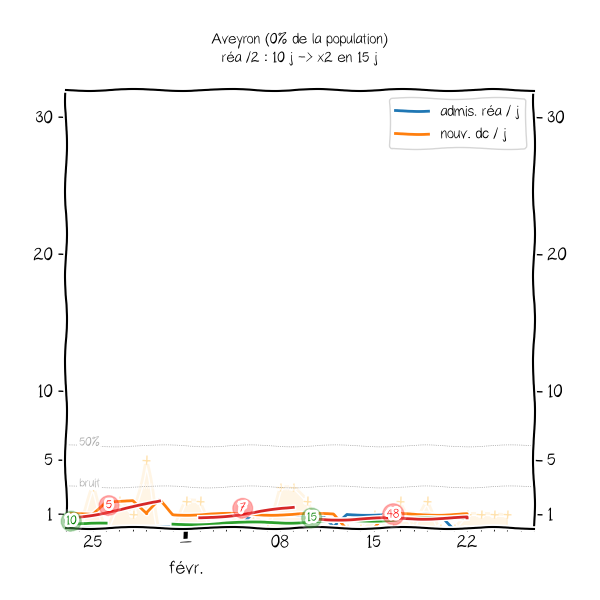 Aveyron (0% de la population)
réa /2 : 10 j -> x2 en 15 j
admis. réa / j
nouv. dc / j
30 30
20 20
10 10
50%
5 5
bruit
1 1
10 5 7 15 48
25 1 08 15 22
févr.